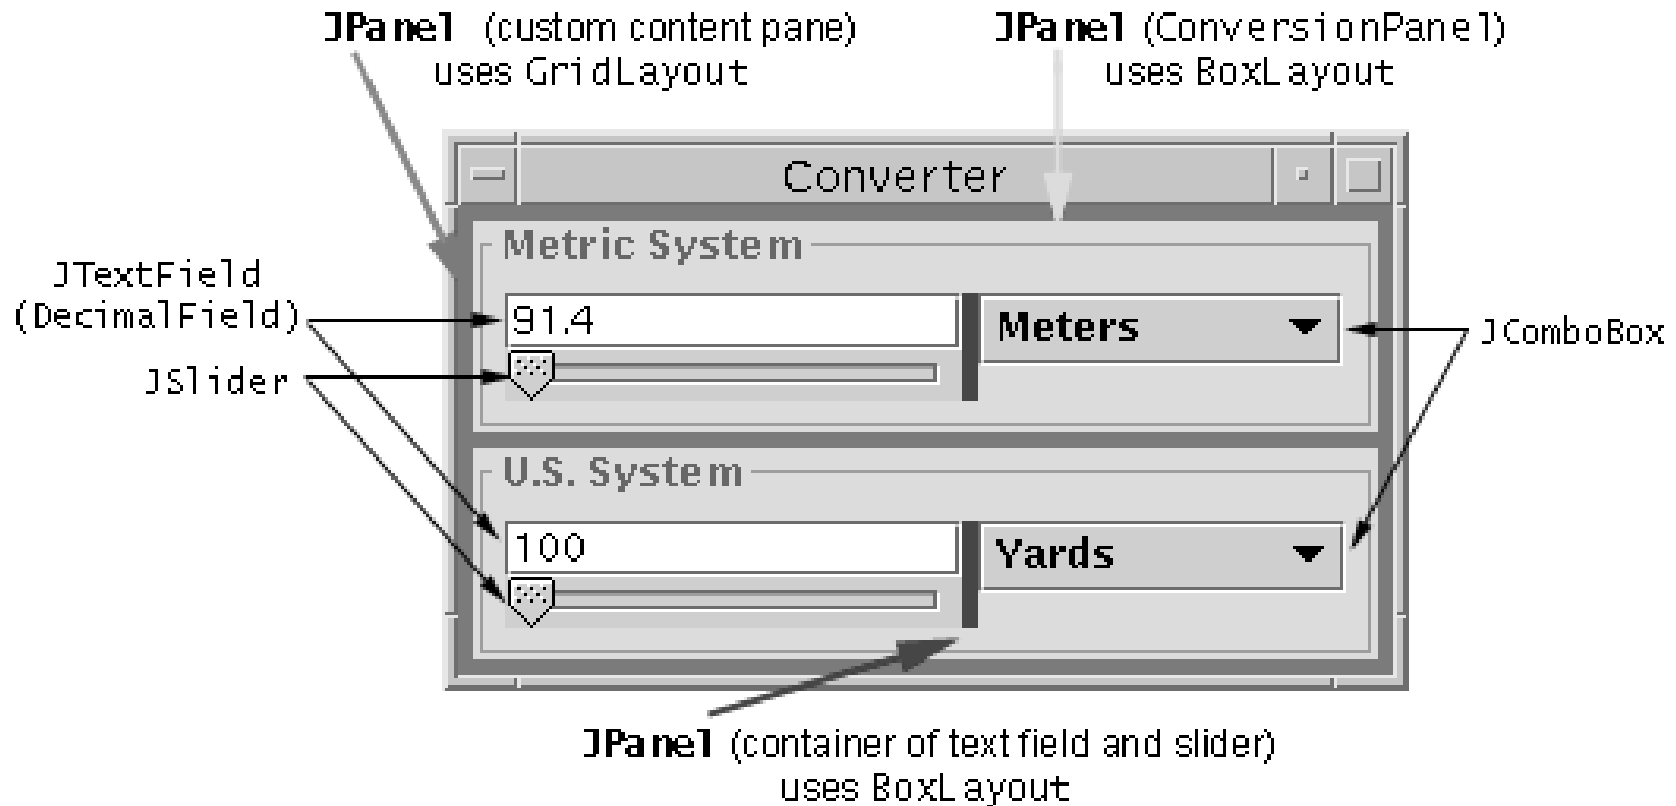 JPanel (custom content pane)
uses GridLayout
JPanel (ConversionPanel)
uses BoxLayout
Converter
Metric System
JTextField
(DecimalField)
91.4
Meters
JComboBox
JSlider
U.S. System
100
Yards
JPanel (container of text field and slider)
uses BoxLayout